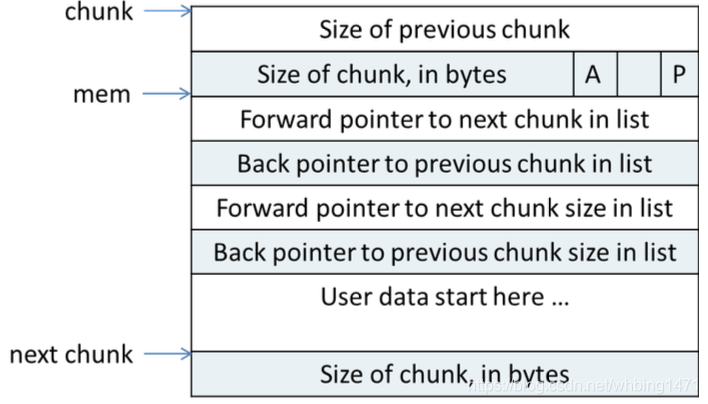 chunk
Size of previous chunk
Size of chunk, in bytes A P
mem
Forward pointer to next chunk in list
Back pointer to previous chunk in list
Forward pointer to next chunk size in list
Back pointer to previous chunk size in list
User data start here ...
next chunk
Size of chunk, in bytes
https://blog.csdn.net/whbing1471